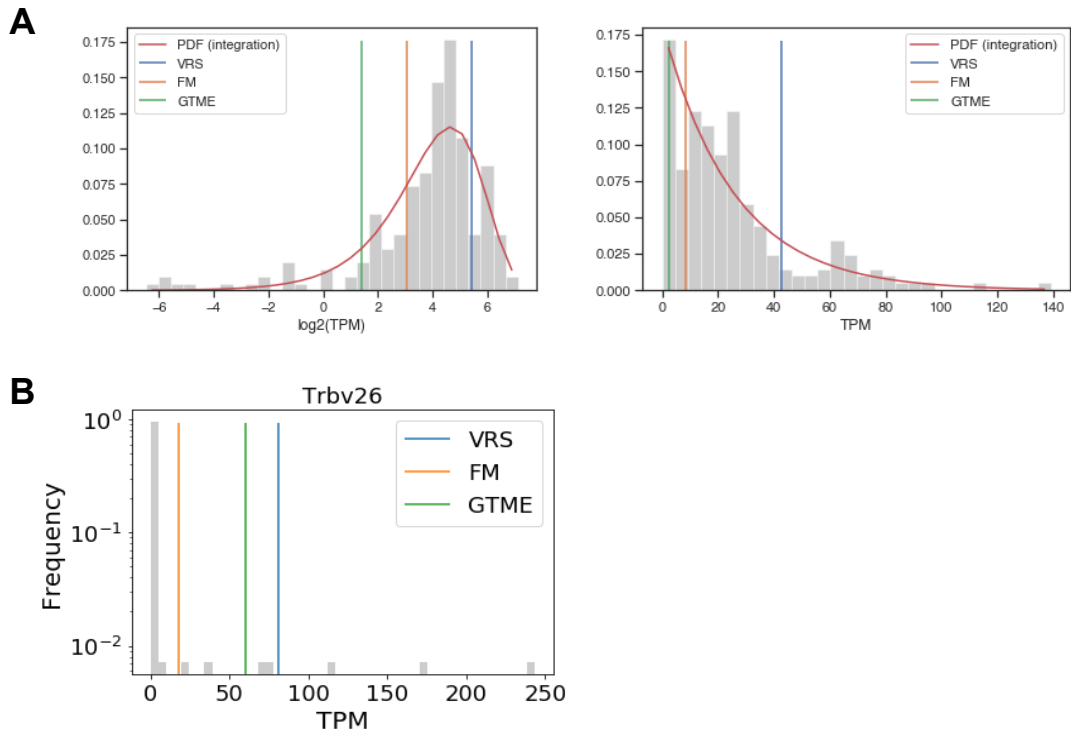 A
PDF (integration)
VRS
FM
GTME
0.175
0.150
0.125
0.100
0.075
0.050
0.025
0.000
-6
-4
-2
0
2
4
6
log2(TPM)
PDF (integration)
VRS
FM
GTME
0.175
0.150
0.125
0.100
0.075
0.050
0.025
0.000
0
20
40
60
80
100
120
140
TPM
B
Trbv26
VRS
FM
GTME
Frequency
10^0
10^-1
10^-2
0
50
100
150
200
250
TPM